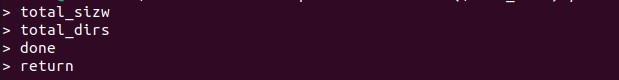 > total_sizw
> total_dirs
> done
> return